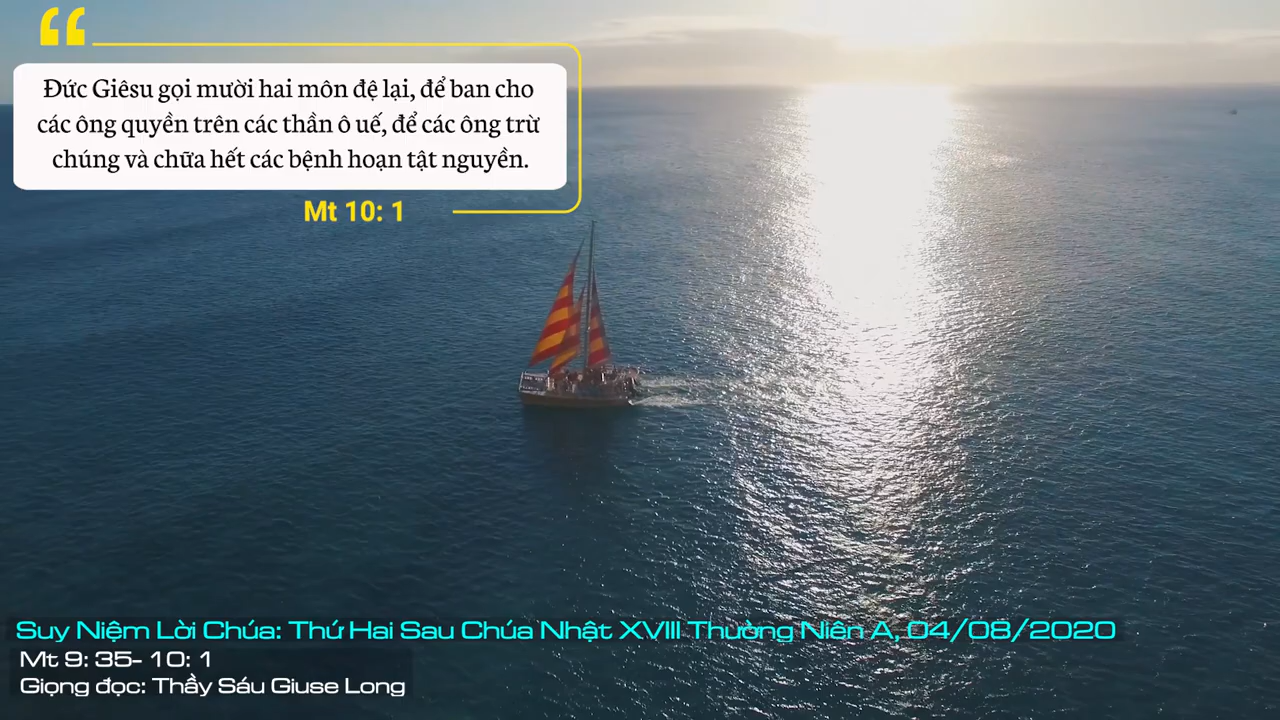 Đức Giêsu gọi mười hai môn đệ lại, để ban cho
các ông quyền trên các thần ô uế, để các ông trừ
chúng và chữa hết các bệnh hoạn tật nguyền.
Mt 10: 1
Suy Niệm Lời Chúa: Thứ Hai Sau Chúa Nhật XVIII Thường Niên A, 04/08/2020
Mt 9: 35- 10: 1
Giọng đọc: Thầy Sáu Giuse Long